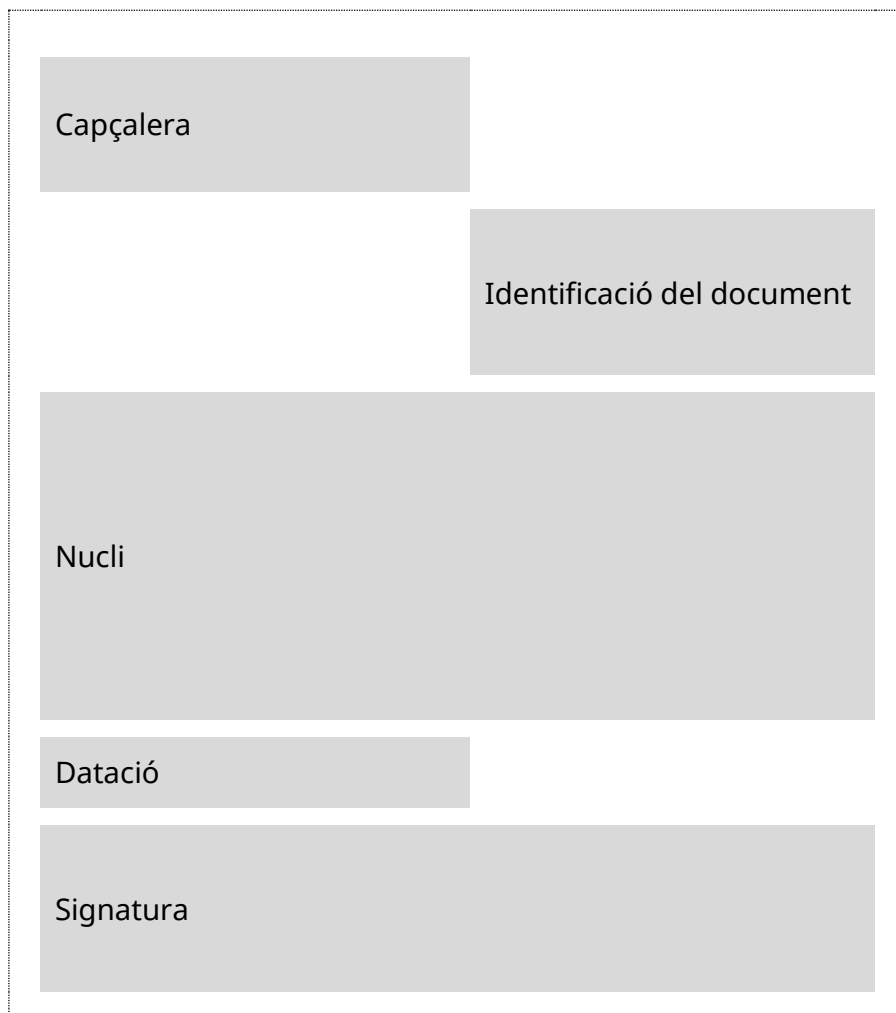 Capçalera
Identificació del document
Nucli
Datació
Signatura